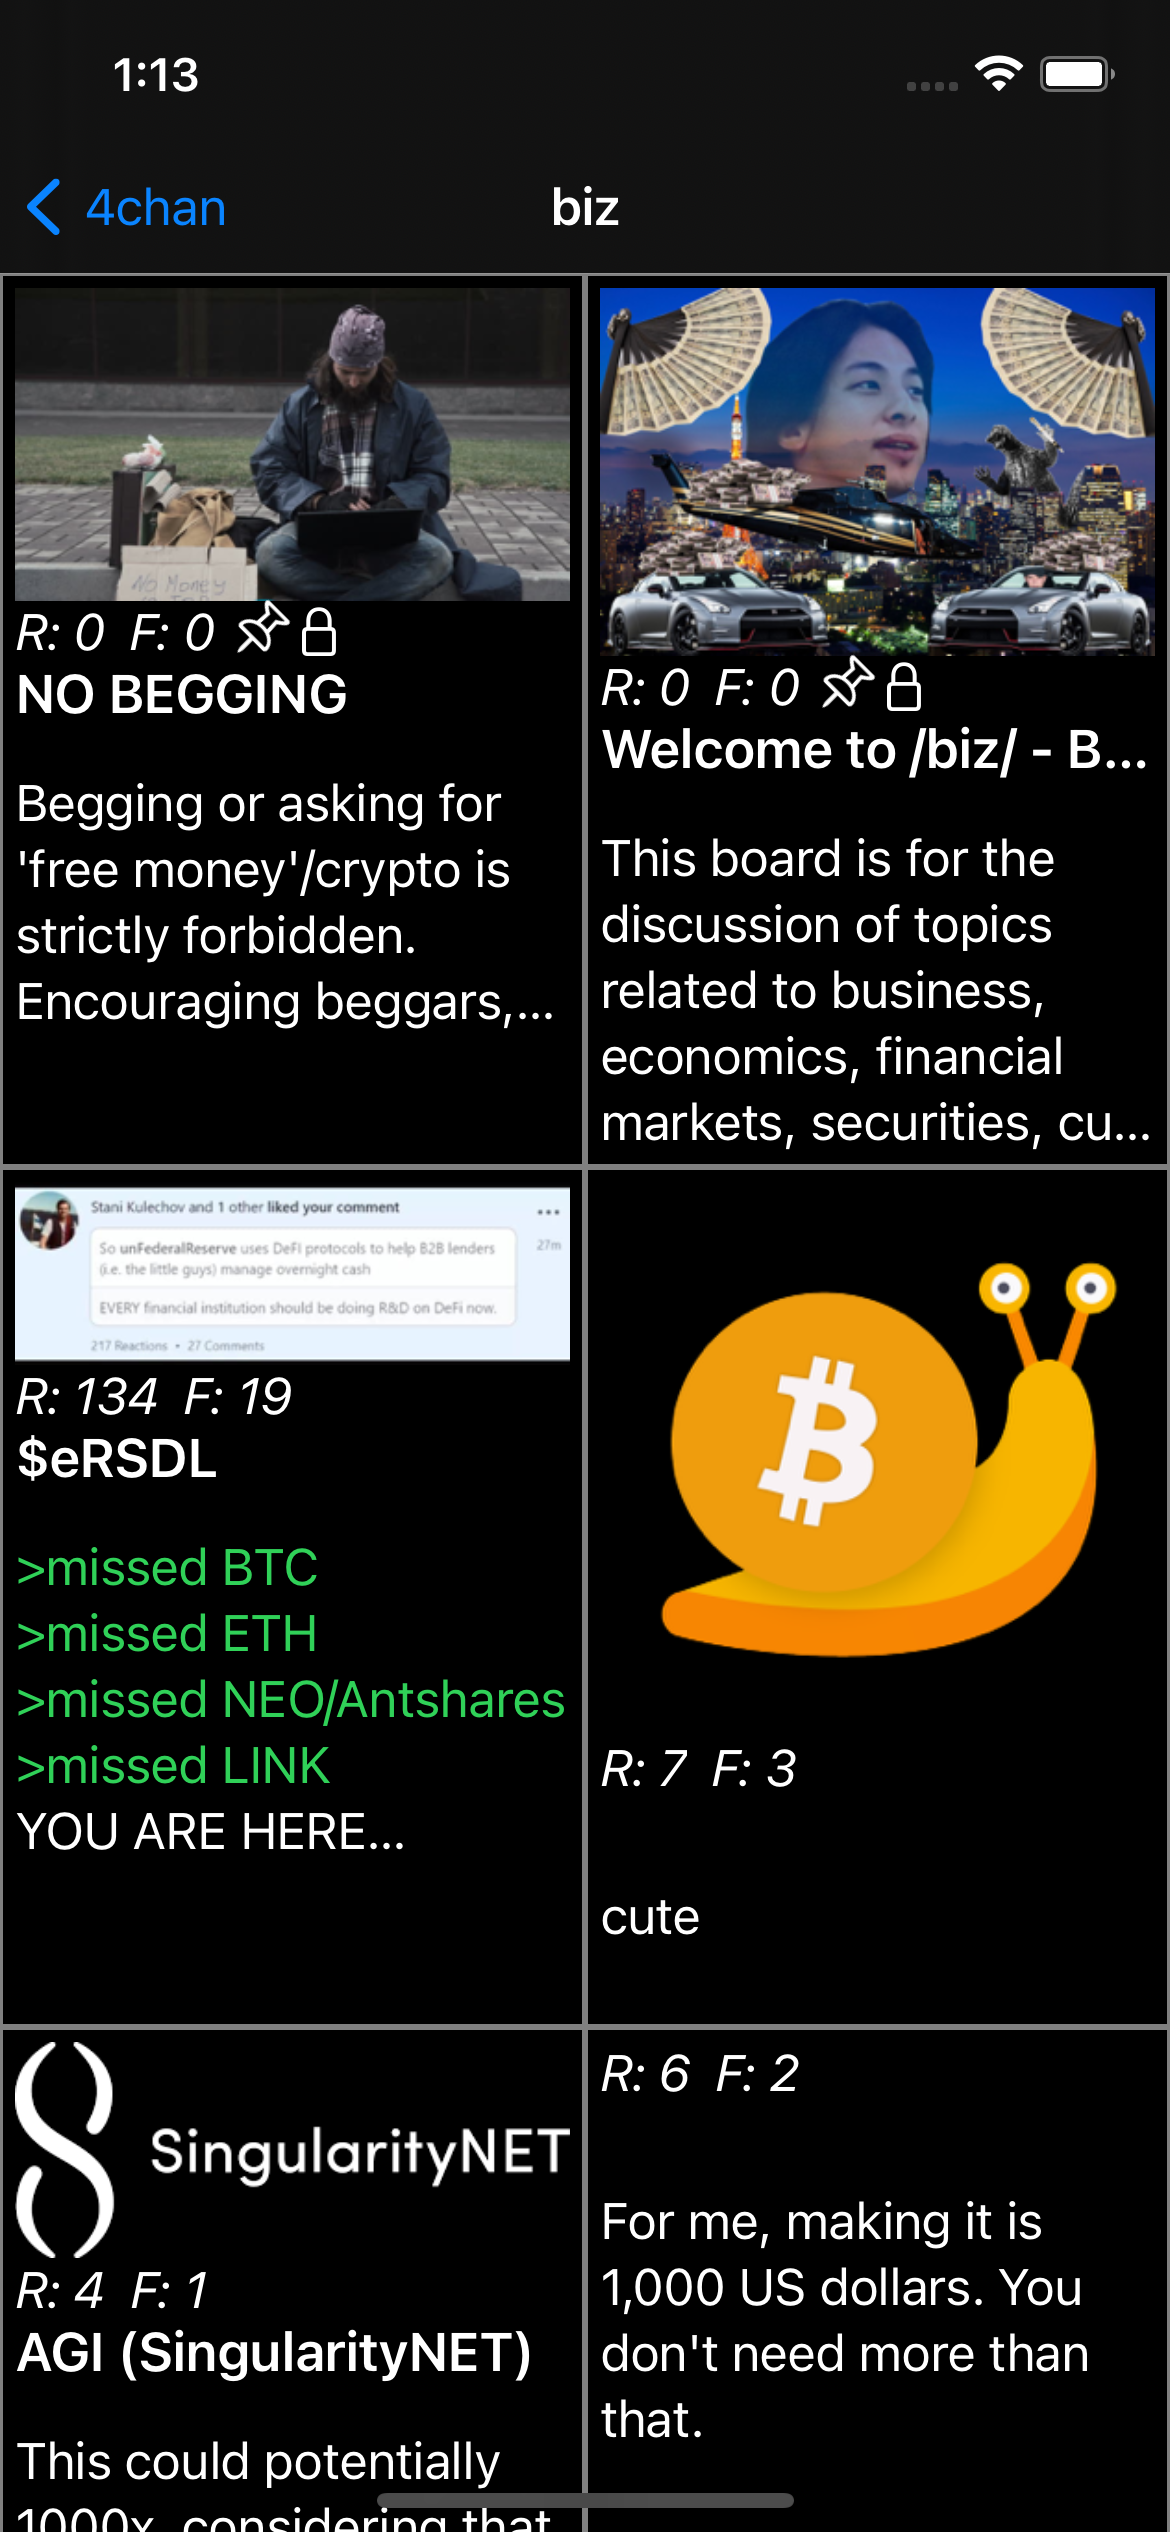 1:13
4chan
biz
No Money
R: 0 F: 0
NO BEGGING
Begging or asking for
'free money'/crypto is
strictly forbidden.
Encouraging beggars,...
R: 0 F: 0
Welcome to /biz/ - B...
This board is for the
discussion of topics
related to business,
economics, financial
markets, securities, cu...
Stani Kulechov and 1 other liked your comment
27m
So unFederalReserve uses DeFI protocols to help B2B lenders
(i.e. the little guys) manage overnight cash
EVERY financial institution should be doing R&D on DeFi now.
217 Reactions • 27 Comments
R: 134 F: 19
$eRSDL
>missed BTC
>missed ETH
>missed NEO/Antshares
>missed LINK
YOU ARE HERE...
R: 7 F: 3
cute
SingularityNET
R: 4 F: 1
AGI (SingularityNET)
This could potentially
1000x, considering that
R: 6 F: 2
For me, making it is
1,000 US dollars. You
don't need more than
that.